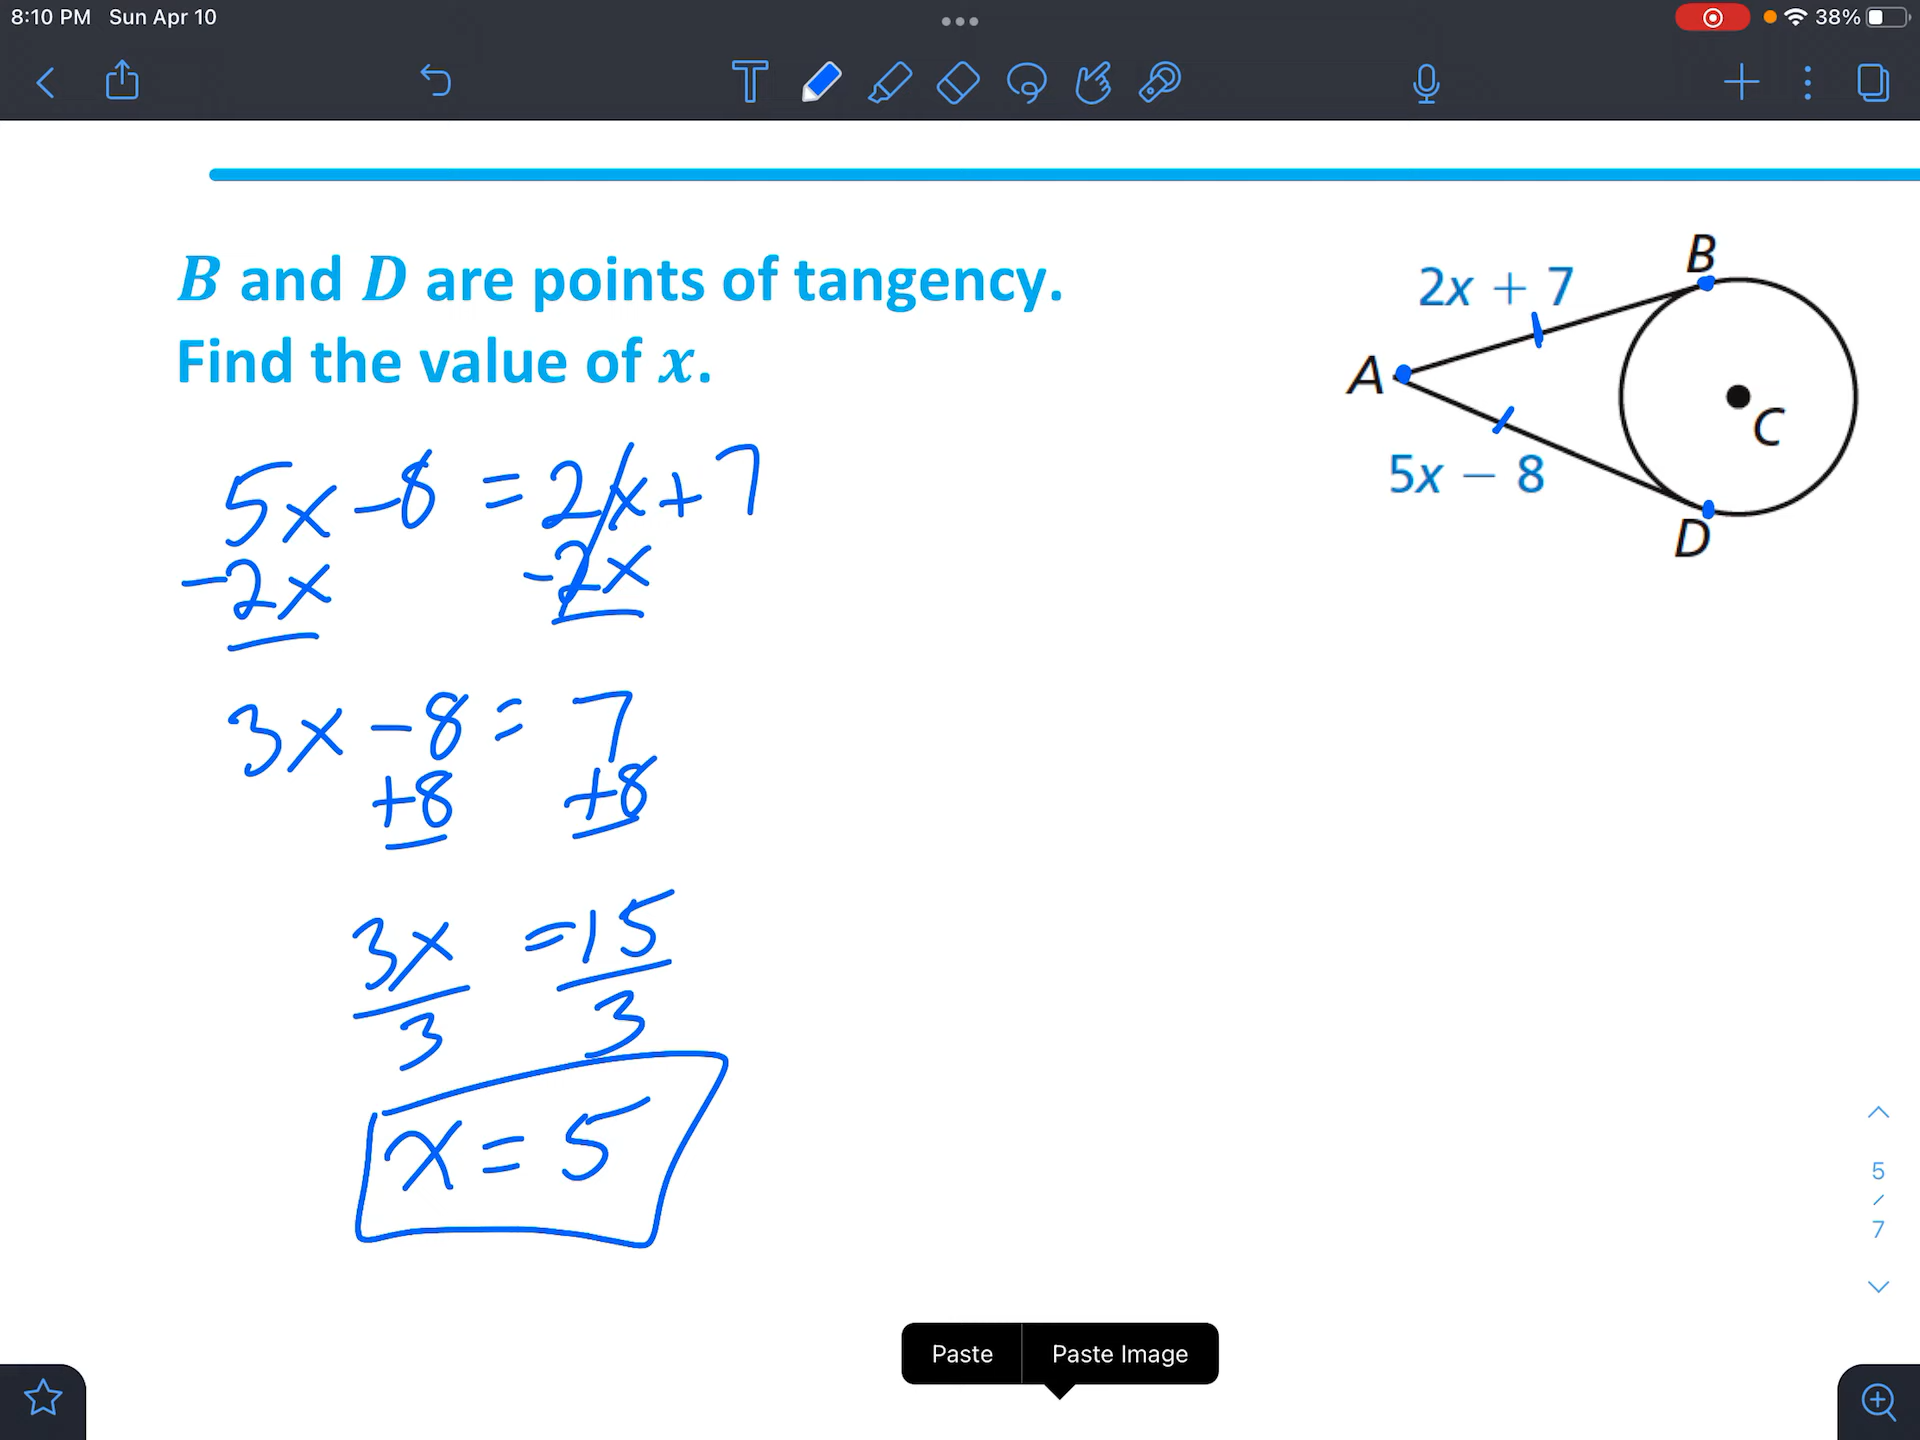 8:10 PM Sun Apr 10
38%
T
B and D are points of tangency.
Find the value of x.
B
2x + 7
A
C
5x − 8
D
5x −8 = 2x + 7
−2x −2x
3x − 8 = 7
+8 +8
3x = 15
3 3
x = 5
5
/
7
Paste Paste Image